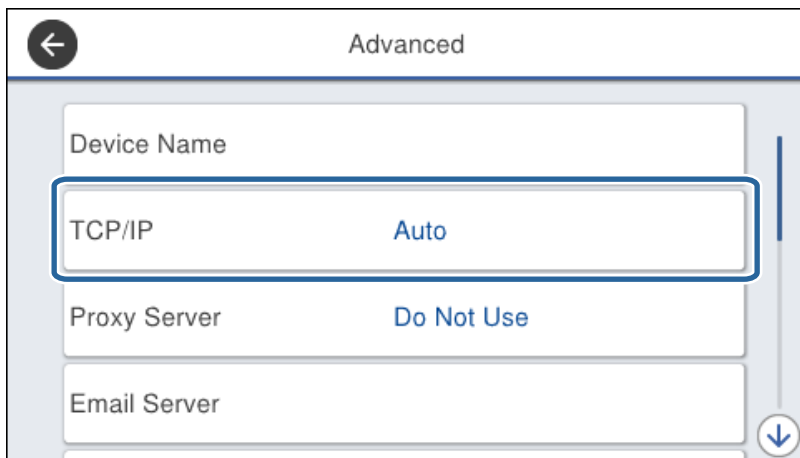 Advanced
Device Name
TCP/IP Auto
Proxy Server Do Not Use
Email Server